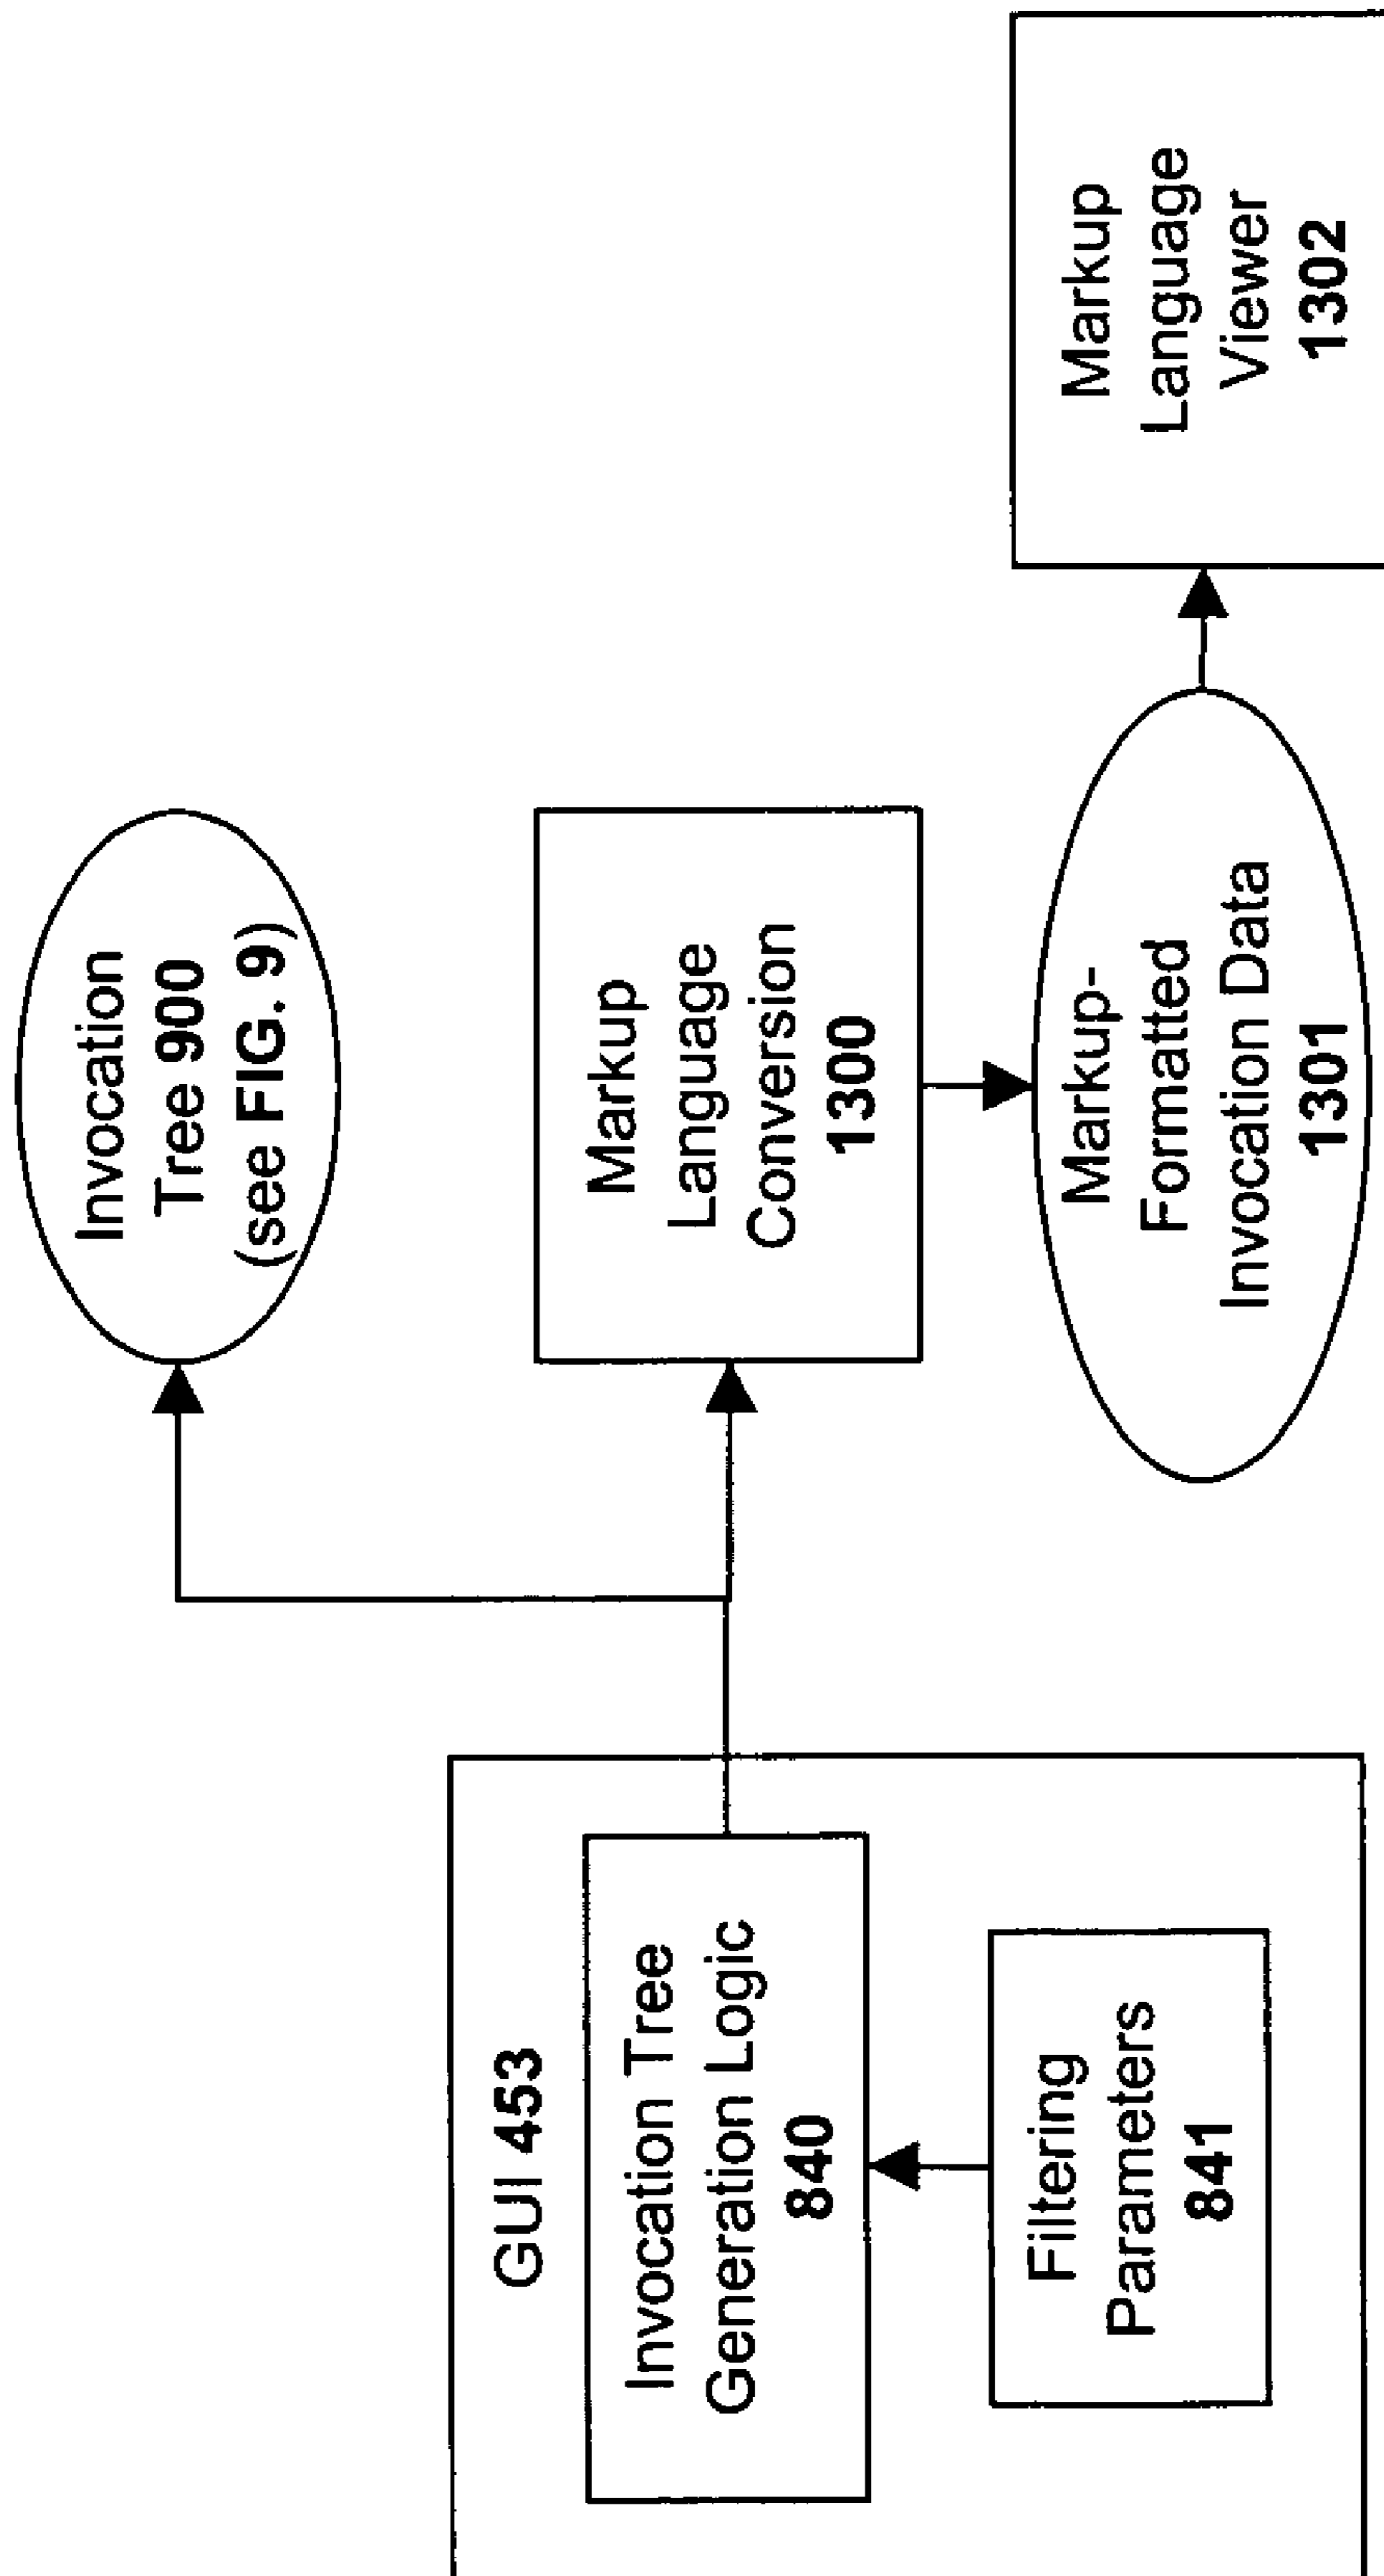 GUI 453
Invocation Tree
Generation Logic
840
Filtering
Parameters
841
Invocation
Tree 900
(see FIG. 9)
Markup
Language
Conversion
1300
Markup-
Formatted
Invocation Data
1301
Markup
Language
Viewer
1302